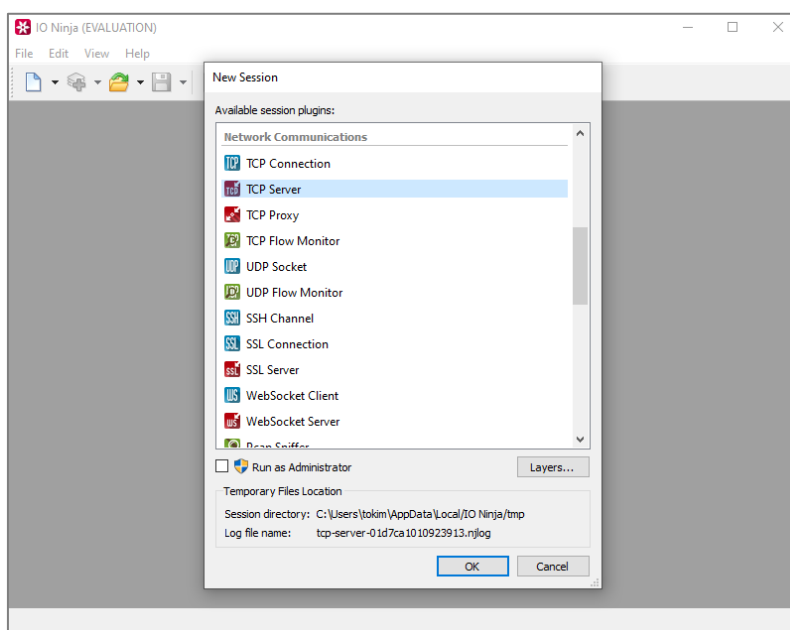 IO Ninja (EVALUATION)
File Edit View Help
New Session
Available session plugins:
Network Communications
TCP Connection
TCP Server
TCP Proxy
TCP Flow Monitor
UDP Socket
UDP Flow Monitor
SSH Channel
SSL Connection
SSL Server
WebSocket Client
WebSocket Server
Pcap Sniffer
Run as Administrator
Layers...
Temporary Files Location
Session directory: C:\Users\tokim\AppData\Local/IO Ninja/tmp
Log file name: tcp-server-01d7ca1010923913.njlog
OK Cancel